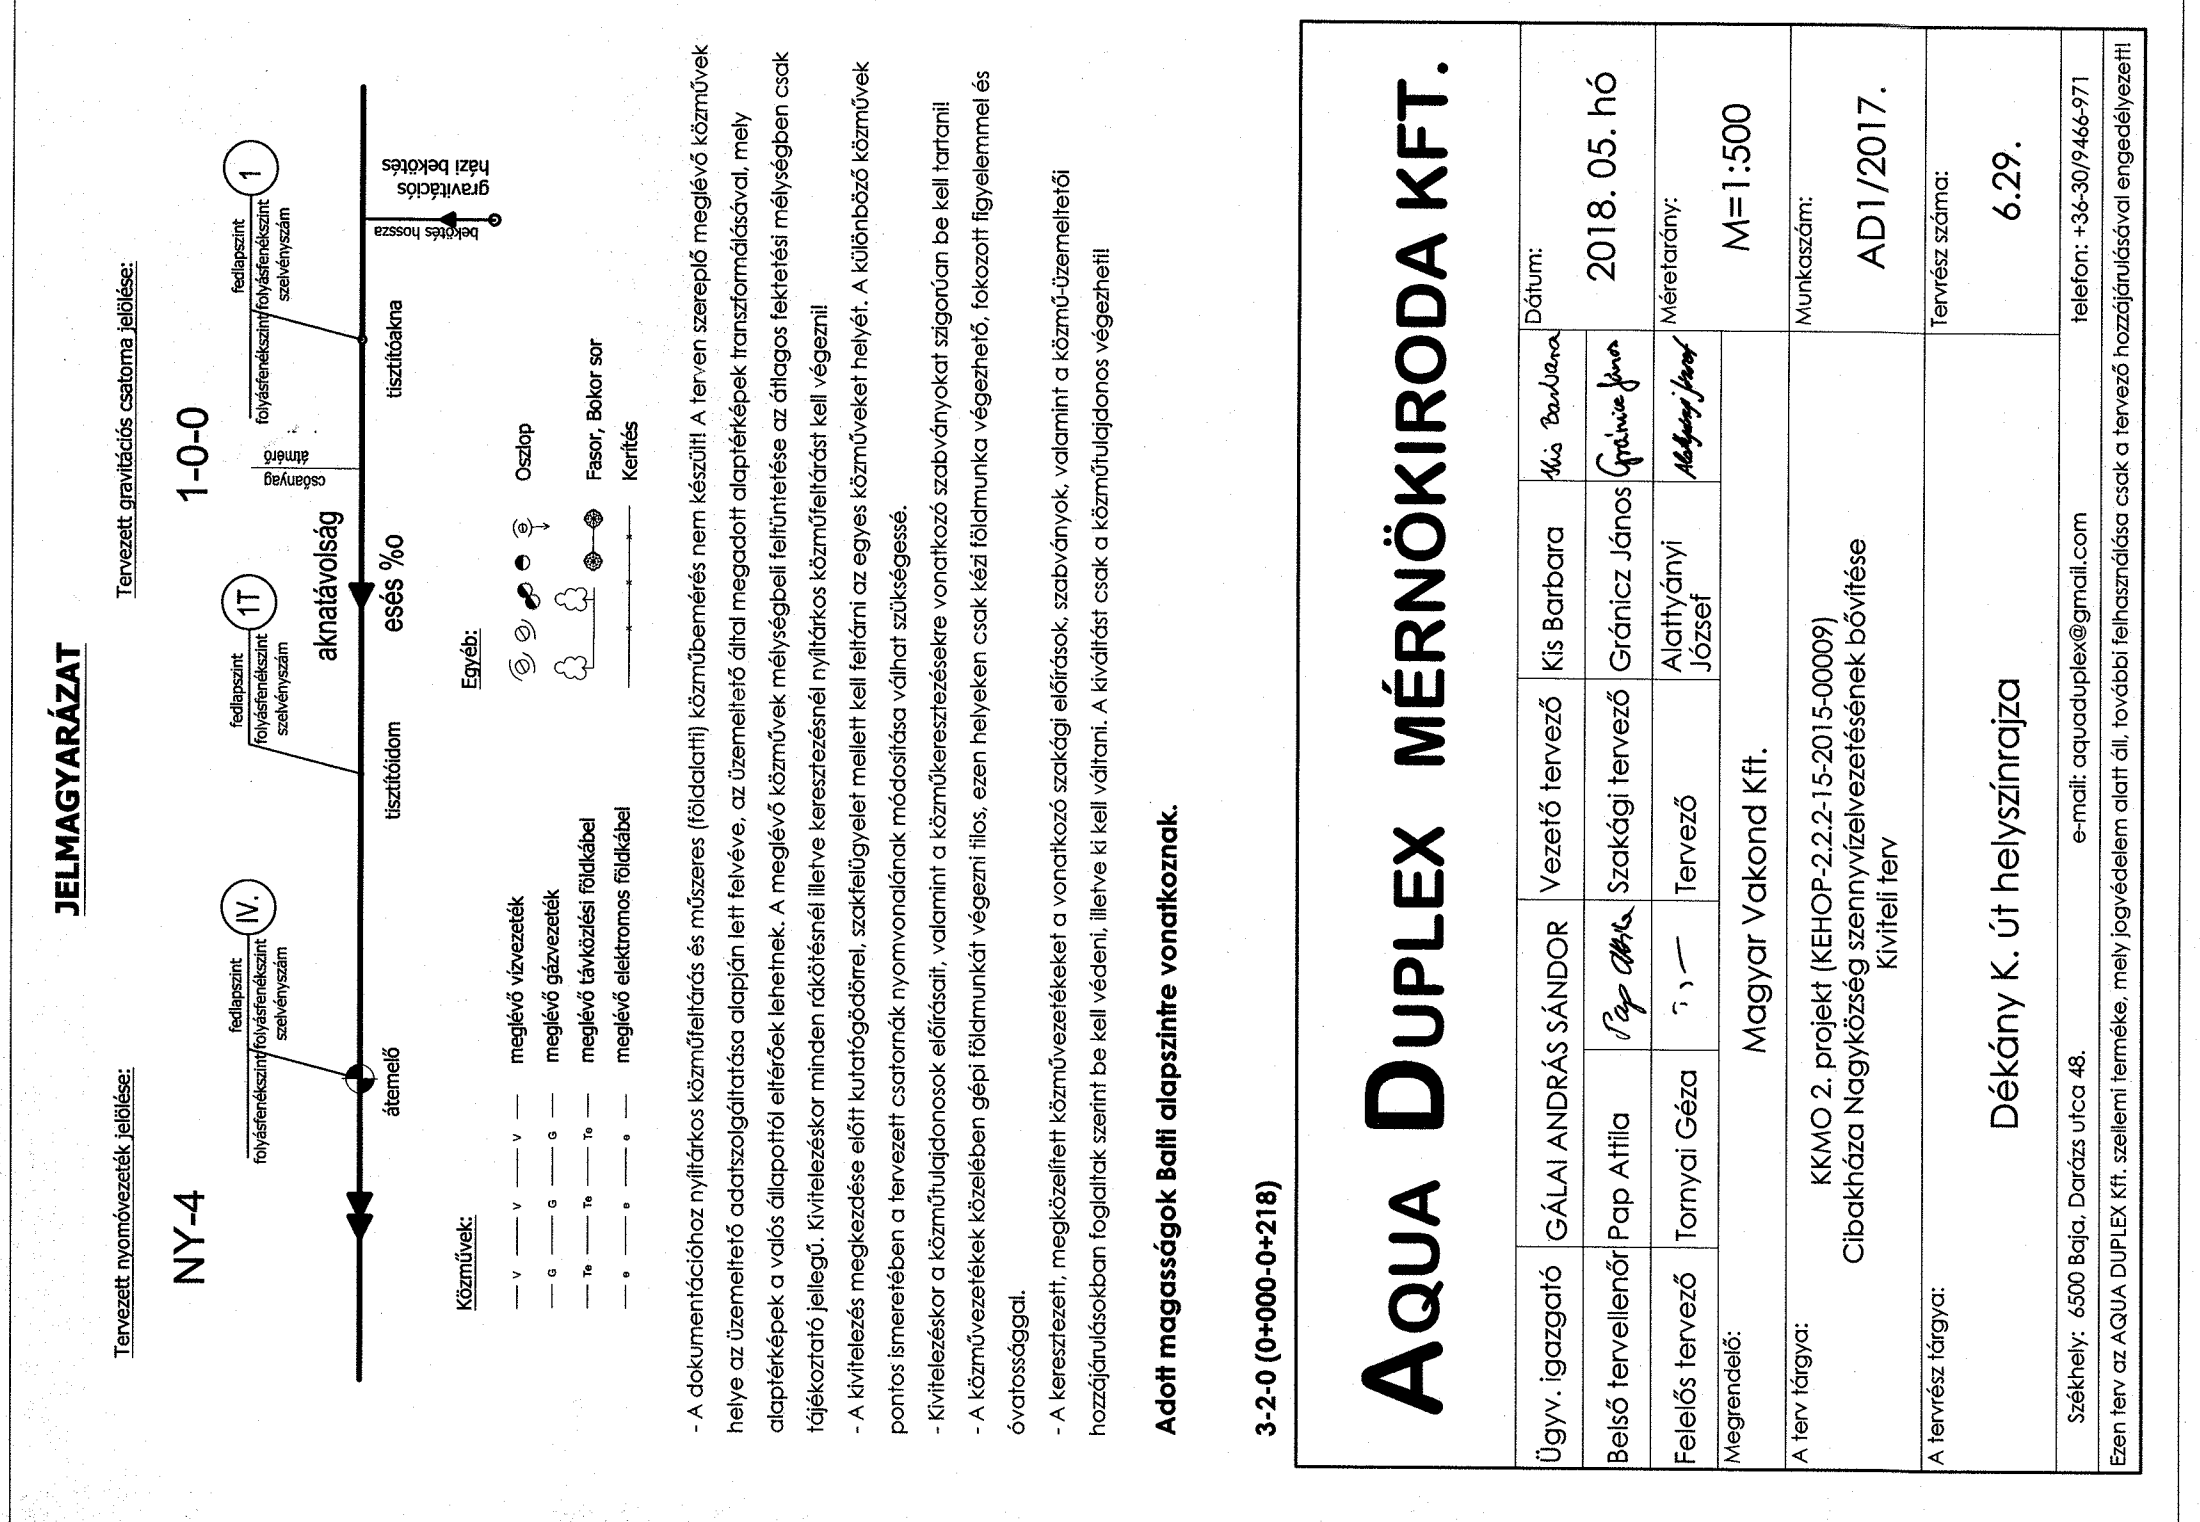 JELMAGYARÁZAT
Tervezett nyomóvezeték jelölése:
Tervezett gravitációs csatorna jelölése:
NY-4
1-0-0
IV.
fedlapszint
folyásfenékszint/folyásfenékszint
szelvényszám
átemelő
1T
fedlapszint
folyásfenékszint
szelvényszám
tisztítóidom
aknatávolság
esés ‰
csőanyag
átmérő
1
fedlapszint
folyásfenékszint/folyásfenékszint
szelvényszám
tisztítóakna
bekötés hossza
gravitációs
házi bekötés
Közművek:
V V V meglévő vízvezeték
G G G meglévő gázvezeték
Te Te Te meglévő távközlési földkábel
e e e meglévő elektromos földkábel
Egyéb:
Oszlop
Fasor, Bokor sor
Kerítés
- A dokumentációhoz nyíltárkos közműfeltárás és műszeres (földalatti) közműbemérés nem készült! A terven szereplő meglévő közművek
helye az üzemeltető adatszolgáltatása alapján lett felvéve, az üzemeltető által megadott alaptérképek transzformálásával, mely
alaptérképek a valós állapottól eltérőek lehetnek. A meglévő közművek mélységbeli feltüntetése az átlagos fektetési mélységben csak
tájékoztató jellegű. Kivitelezéskor minden rákötésnél illetve keresztezésnél nyíltárkos közműfeltárást kell végezni!
- A kivitelezés megkezdése előtt kutatógödörrel, szakfelügyelet mellett kell feltárni az egyes közműveket helyét. A különböző közművek
pontos ismeretében a tervezett csatornák nyomvonalának módosítása válhat szükségessé.
- Kivitelezéskor a közműtulajdonosok előírásait, valamint a közműkeresztezésekre vonatkozó szabványokat szigorúan be kell tartani!
- A közművezetékek közelében gépi földmunkát végezni tilos, ezen helyeken csak kézi földmunka végezhető, fokozott figyelemmel és
óvatossággal.
- A keresztezett, megközelített közművezetékeket a vonatkozó szakági előírások, szabványok, valamint a közmű-üzemeltetői
hozzájárulásokban foglaltak szerint be kell védeni, illetve ki kell váltani. A kiváltást csak a közműtulajdonos végezheti!
Adott magasságok Balti alapszintre vonatkoznak.
3-2-0 (0+000-0+218)
AQUA DUPLEX MÉRNÖKIRODA KFT.
Ügyv. igazgató GÁLAI ANDRÁS SÁNDOR Vezető tervező Kis Barbara Kis Barbara
Belső tervellenőr Pap Attila Pap Attila Szakági tervező Gránicz János Gránicz János
Felelős tervező Tornyai Géza Tervező Alattyányi József Alattyányi József
Dátum:
2018. 05. hó
Megrendelő:
Magyar Vakond Kft.
Méretarány:
M=1:500
A terv tárgya:
KKMO 2. projekt (KEHOP-2.2.2-15-2015-00009)
Cibakháza Nagyközség szennyvízelvezetésének bővítése
Kiviteli terv
Munkaszám:
AD1/2017.
A tervrész tárgya:
Dékány K. út helyszínrajza
Tervrész száma:
6.29.
Székhely: 6500 Baja, Darázs utca 48. e-mail: aquaduplex@gmail.com telefon: +36-30/9466-971
Ezen terv az AQUA DUPLEX Kft. szellemi terméke, mely jogvédelem alatt áll, további felhasználása csak a tervező hozzájárulásával engedélyezett!